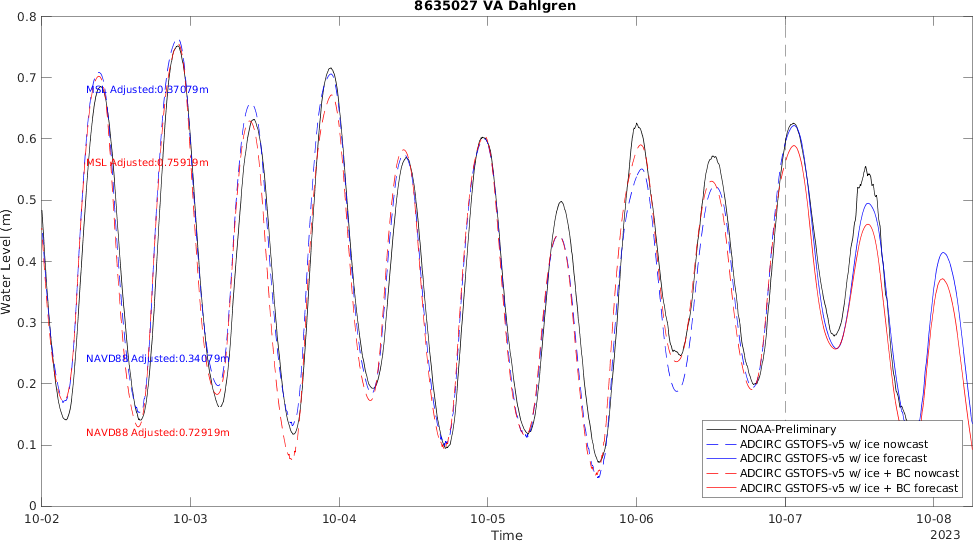 8635027 VA Dahlgren
Water Level (m)
0.8
0.7
0.6
0.5
0.4
0.3
0.2
0.1
0
MSL Adjusted:0.37079m
MSL Adjusted:0.75919m
NAVD88 Adjusted:0.34079m
NAVD88 Adjusted:0.72919m
NOAA-Preliminary
ADCIRC GSTOFS-v5 w/ ice nowcast
ADCIRC GSTOFS-v5 w/ ice forecast
ADCIRC GSTOFS-v5 w/ ice + BC nowcast
ADCIRC GSTOFS-v5 w/ ice + BC forecast
10-02 10-03 10-04 10-05 10-06 10-07 10-08
Time
2023